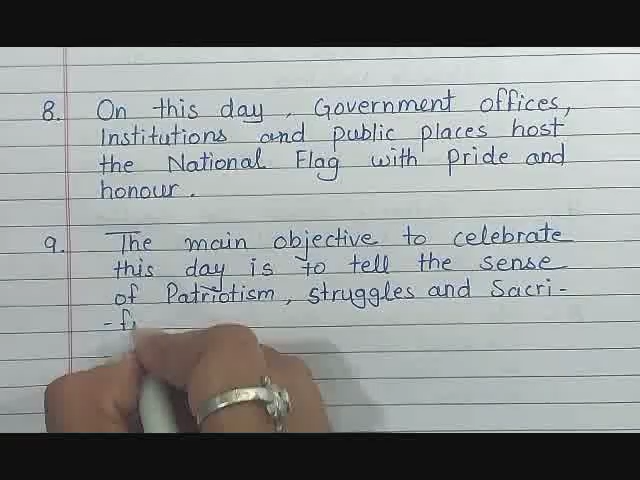 8. On this day, Government offices,
Institutions and public places host
the National Flag with pride and
honour.
9. The main objective to celebrate
this day is to tell the sense
of Patriotism, struggles and Sacri-
-fi